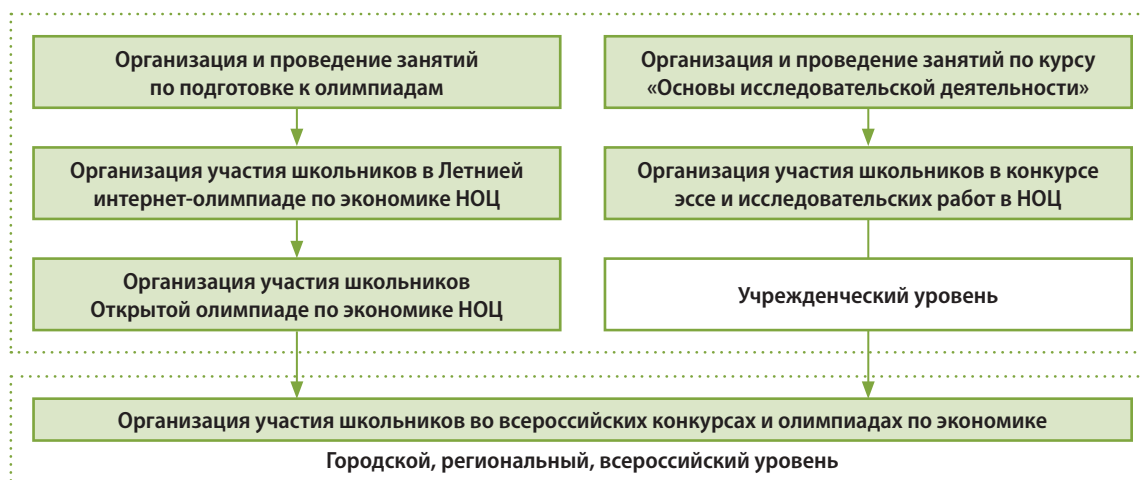 Организация и проведение занятий
по подготовке к олимпиадам
Организация участия школьников в Летнией
интернет-олимпиаде по экономике НОЦ
Организация участия школьников
Открытой олимпиаде по экономике НОЦ
Организация и проведение занятий по курсу
«Основы исследовательской деятельности»
Организация участия школьников в конкурсе
эссе и исследовательских работ в НОЦ
Учрежденческий уровень
Организация участия школьников во всероссийских конкурсах и олимпиадах по экономике
Городской, региональный, всероссийский уровень